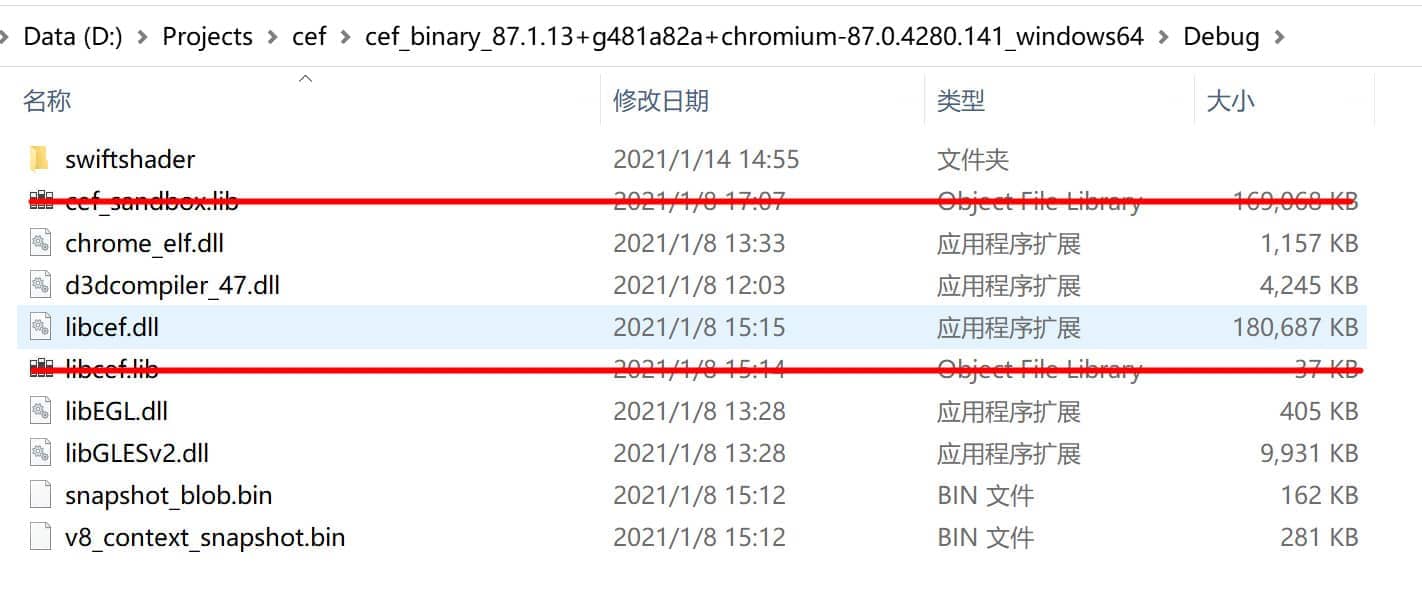 Data (D:) > Projects > cef > cef_binary_87.1.13+g481a82a+chromium-87.0.4280.141_windows64 > Debug >
名称 修改日期 类型 大小
swiftshader 2021/1/14 14:55 文件夹
cef_sandbox.lib 2021/1/8 17:07 Object File Library 169,068 KB
chrome_elf.dll 2021/1/8 13:33 应用程序扩展 1,157 KB
d3dcompiler_47.dll 2021/1/8 12:03 应用程序扩展 4,245 KB
libcef.dll 2021/1/8 15:15 应用程序扩展 180,687 KB
libcef.lib 2021/1/8 15:14 Object File Library 37 KB
libEGL.dll 2021/1/8 13:28 应用程序扩展 405 KB
libGLESv2.dll 2021/1/8 13:28 应用程序扩展 9,931 KB
snapshot_blob.bin 2021/1/8 15:12 BIN 文件 162 KB
v8_context_snapshot.bin 2021/1/8 15:12 BIN 文件 281 KB